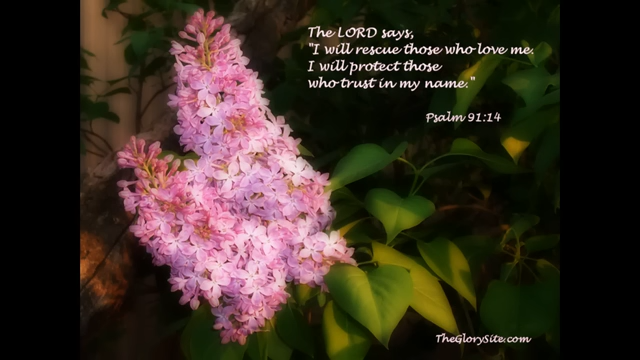 The LORD says,
"I will rescue those who love me.
I will protect those
who trust in my name."
Psalm 91:14
TheGlorySite.com